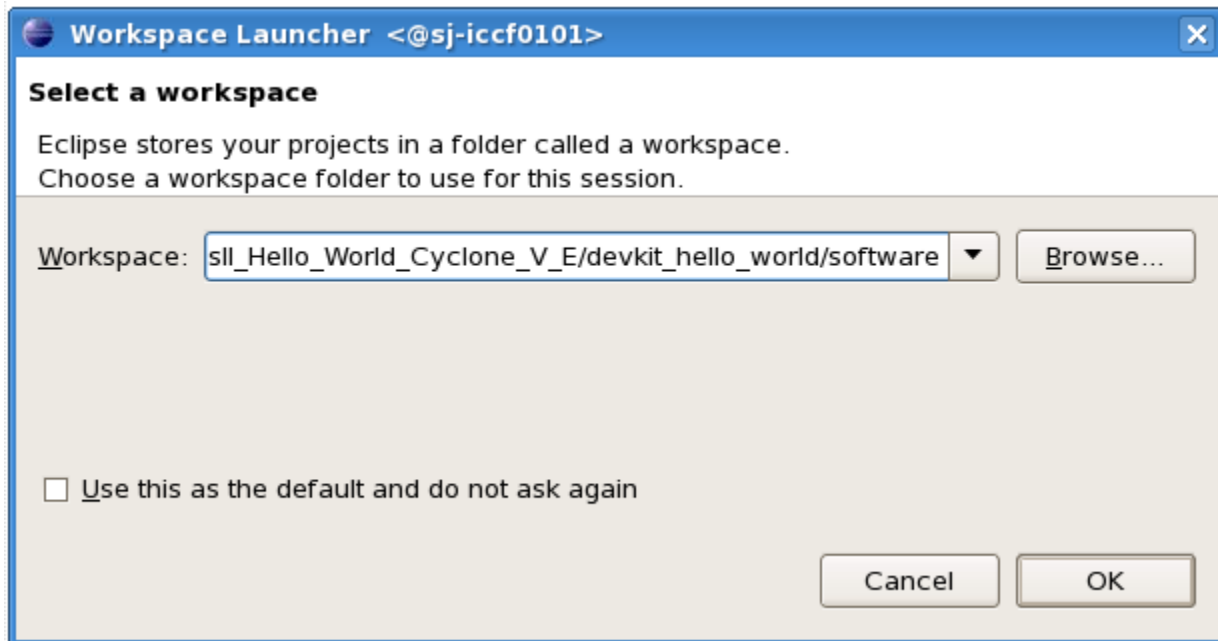 Workspace Launcher <@sj-iccf0101>
Select a workspace
Eclipse stores your projects in a folder called a workspace.
Choose a workspace folder to use for this session.
Workspace: sll_Hello_World_Cyclone_V_E/devkit_hello_world/software Browse...
Use this as the default and do not ask again
Cancel OK